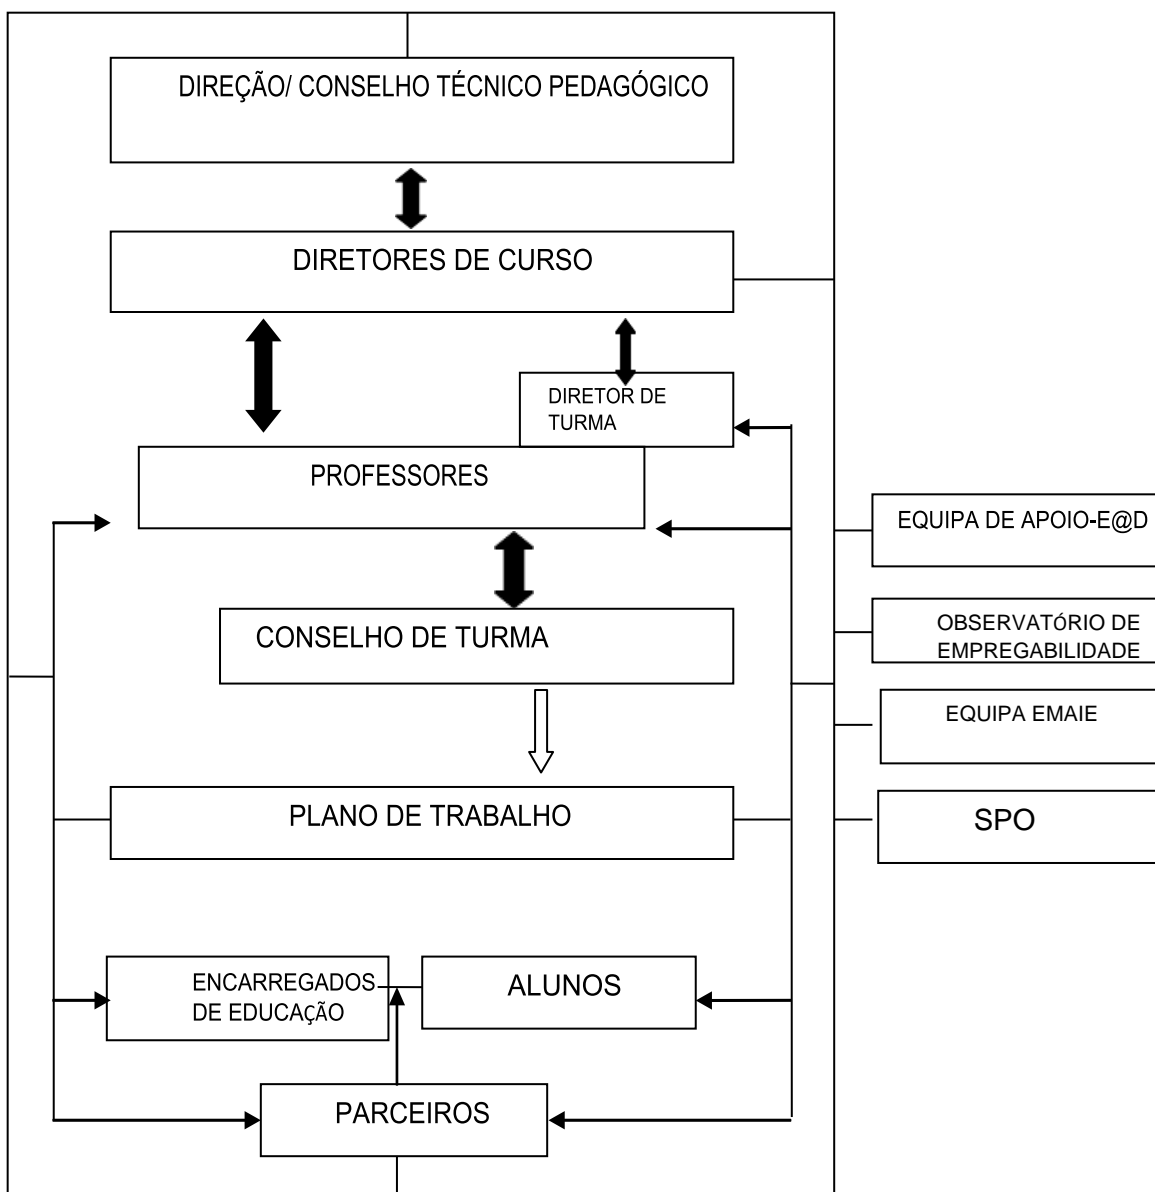 DIREÇÃO/ CONSELHO TÉCNICO PEDAGÓGICO
DIRETORES DE CURSO
DIRETOR DE
TURMA
PROFESSORES
EQUIPA DE APOIO-E@D
CONSELHO DE TURMA
OBSERVATÓRIO DE
EMPREGABILIDADE
EQUIPA EMAIE
PLANO DE TRABALHO
SPO
ENCARREGADOS
DE EDUCAÇÃO
ALUNOS
PARCEIROS